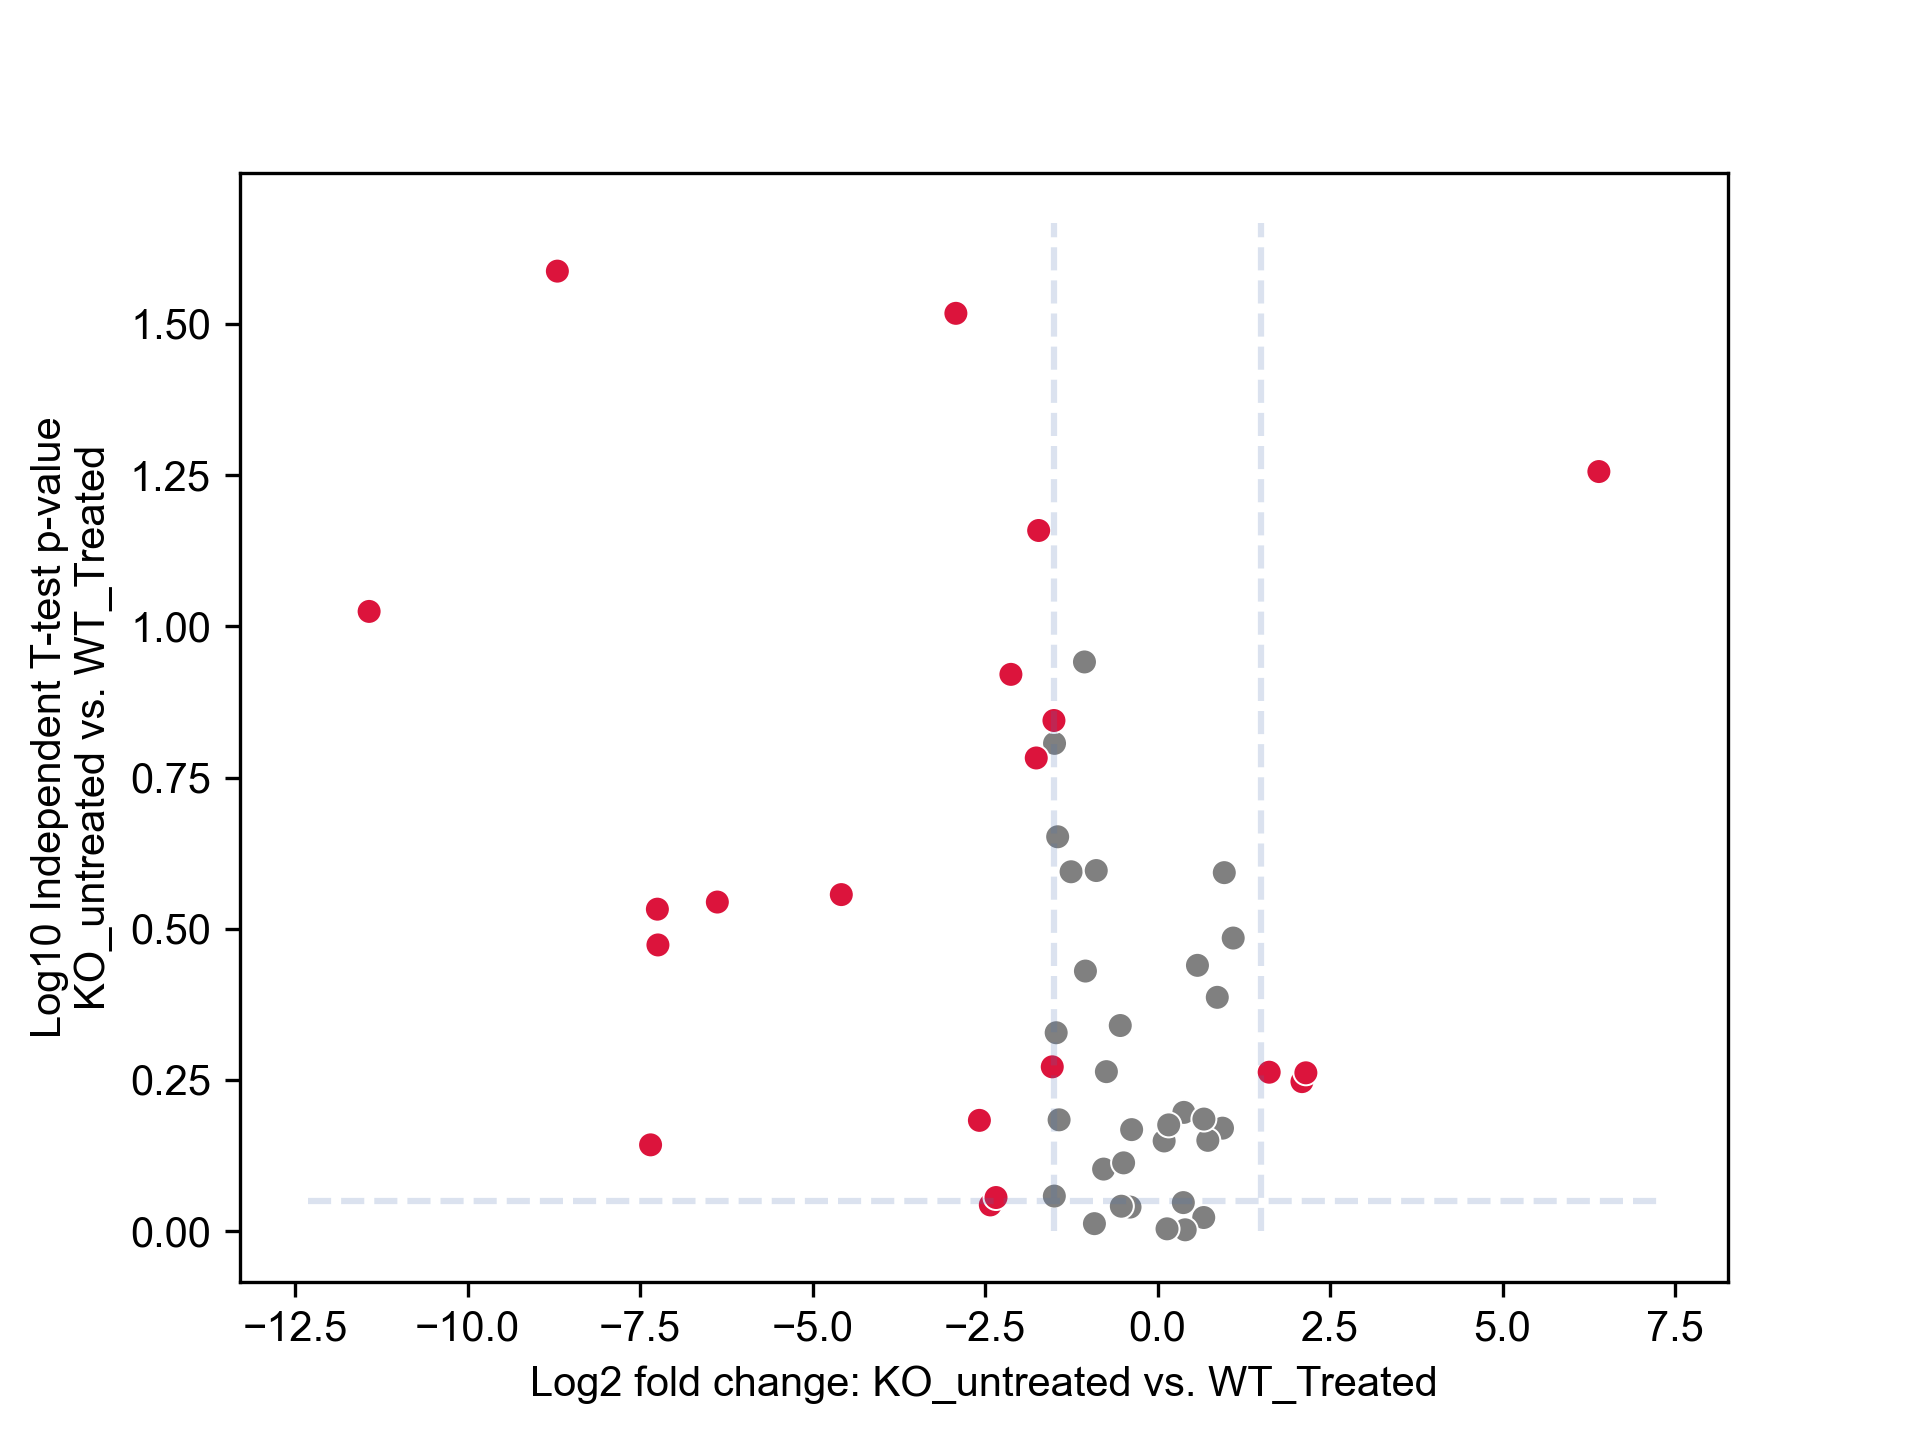 Log10 Independent T-test p-value
KO_untreated vs. WT_Treated
1.50
1.25
1.00
0.75
0.50
0.25
0.00
−12.5 −10.0 −7.5 −5.0 −2.5 0.0 2.5 5.0 7.5
Log2 fold change: KO_untreated vs. WT_Treated